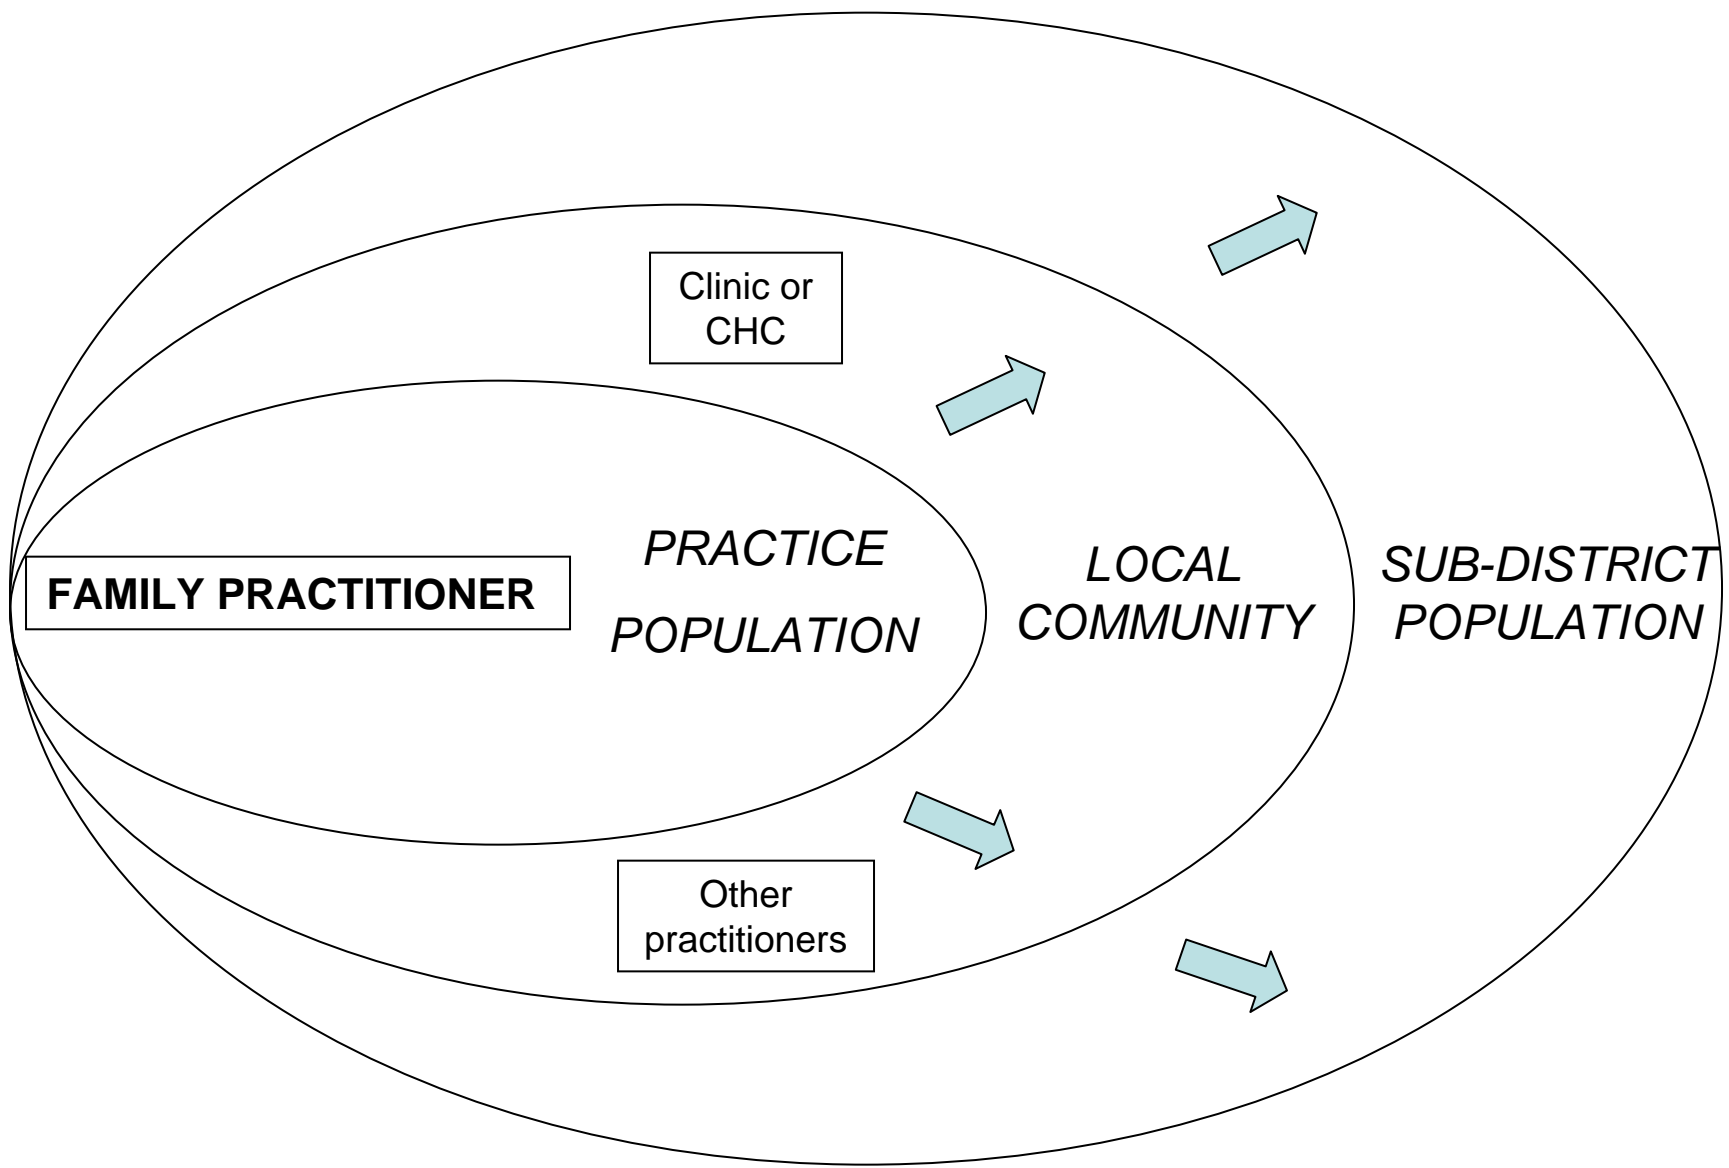 Clinic or
CHC
FAMILY PRACTITIONER
PRACTICE
POPULATION
LOCAL
COMMUNITY
SUB-DISTRICT
POPULATION
Other
practitioners